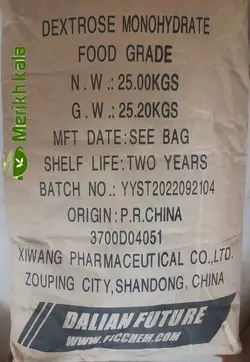 DEXTROSE MONOHYDRATE
FOOD GRADE
N.W.:25.00KGS
G.W.:25.20KGS
MFT DATE:SEE BAG
SHELF LIFE:TWO YEARS
BATCH NO.:YYST2022092104
ORIGIN:P.R.CHINA
3700D04051
XIWANG PHARMACEUTICAL CO.,LTD.
ZOUPING CITY,SHANDONG,CHINA
DALIAN FUTURE
WWW.FICCHEM.COM
Merikhkala